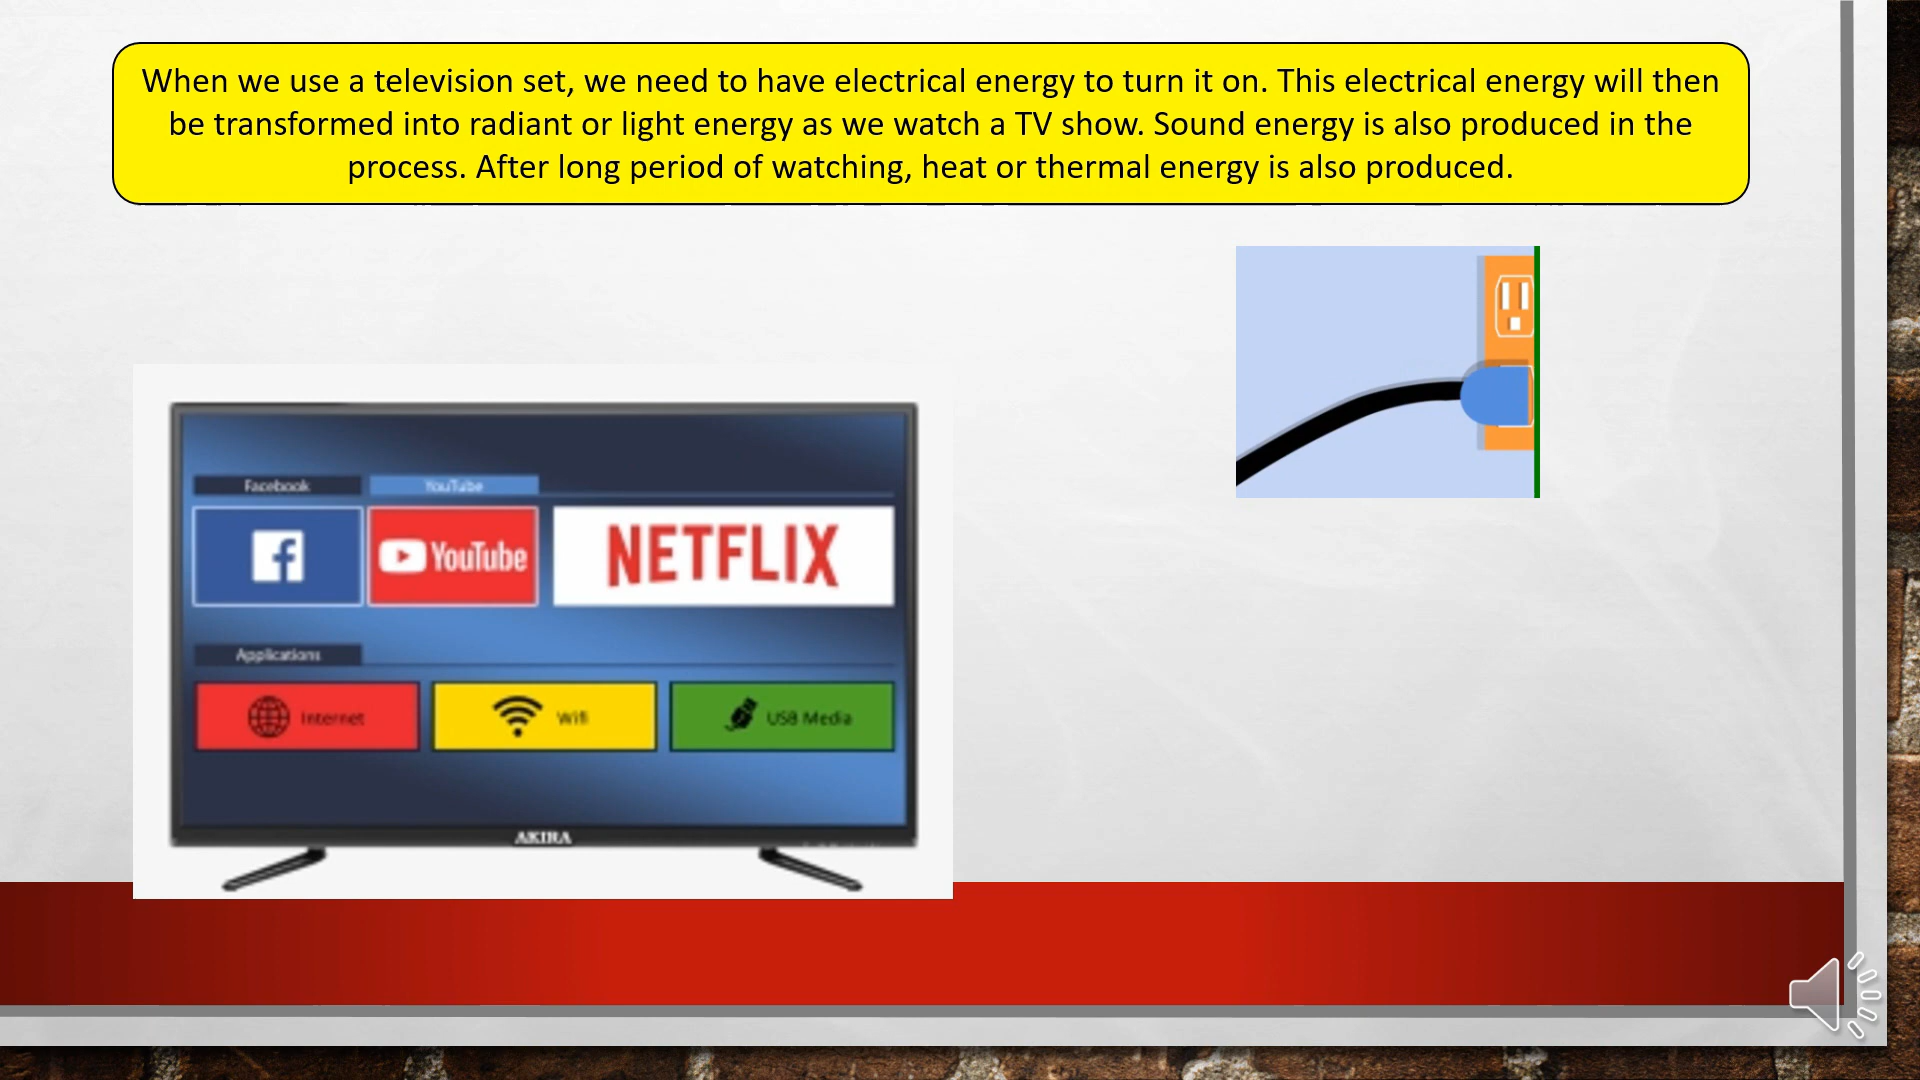 When we use a television set, we need to have electrical energy to turn it on. This electrical energy will then
be transformed into radiant or light energy as we watch a TV show. Sound energy is also produced in the
process. After long period of watching, heat or thermal energy is also produced.
Facebook YouTube
YouTube NETFLIX
Applications
Internet Wifi USB Media
AKIRA